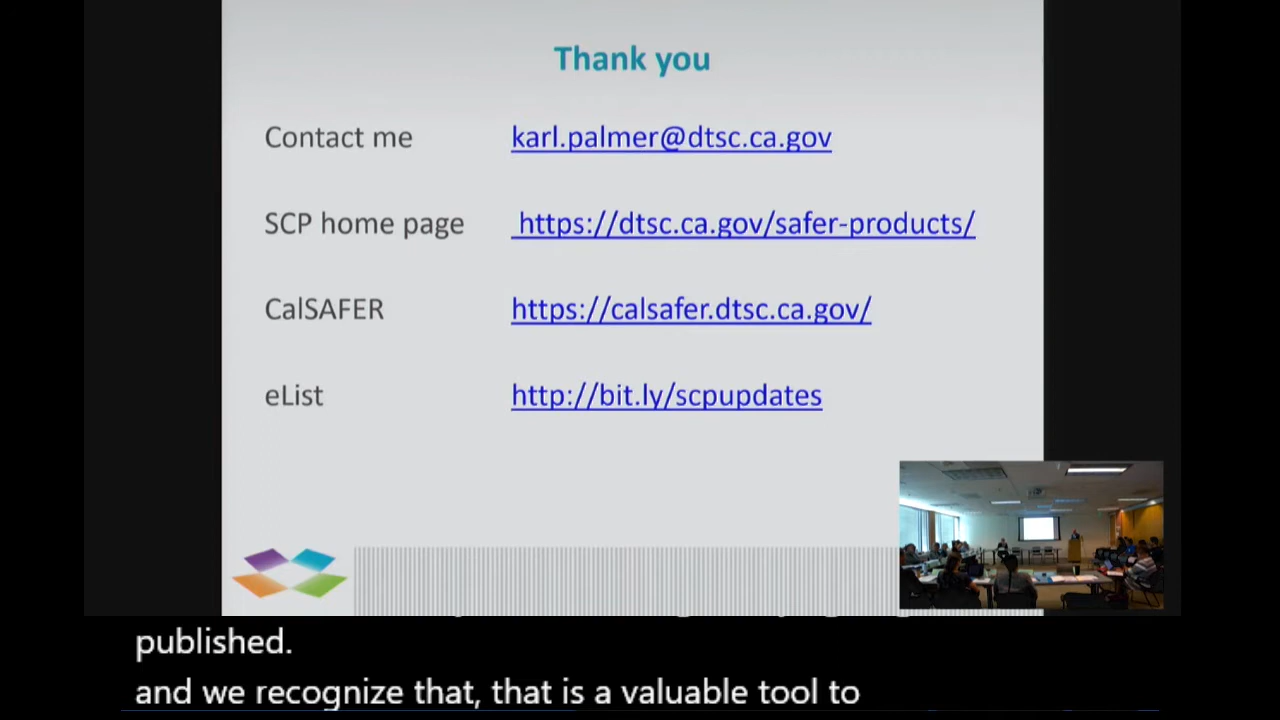 Thank you
Contact me karl.palmer@dtsc.ca.gov
SCP home page https://dtsc.ca.gov/safer-products/
CalSAFER https://calsafer.dtsc.ca.gov/
eList http://bit.ly/scpupdates
published.
and we recognize that, that is a valuable tool to